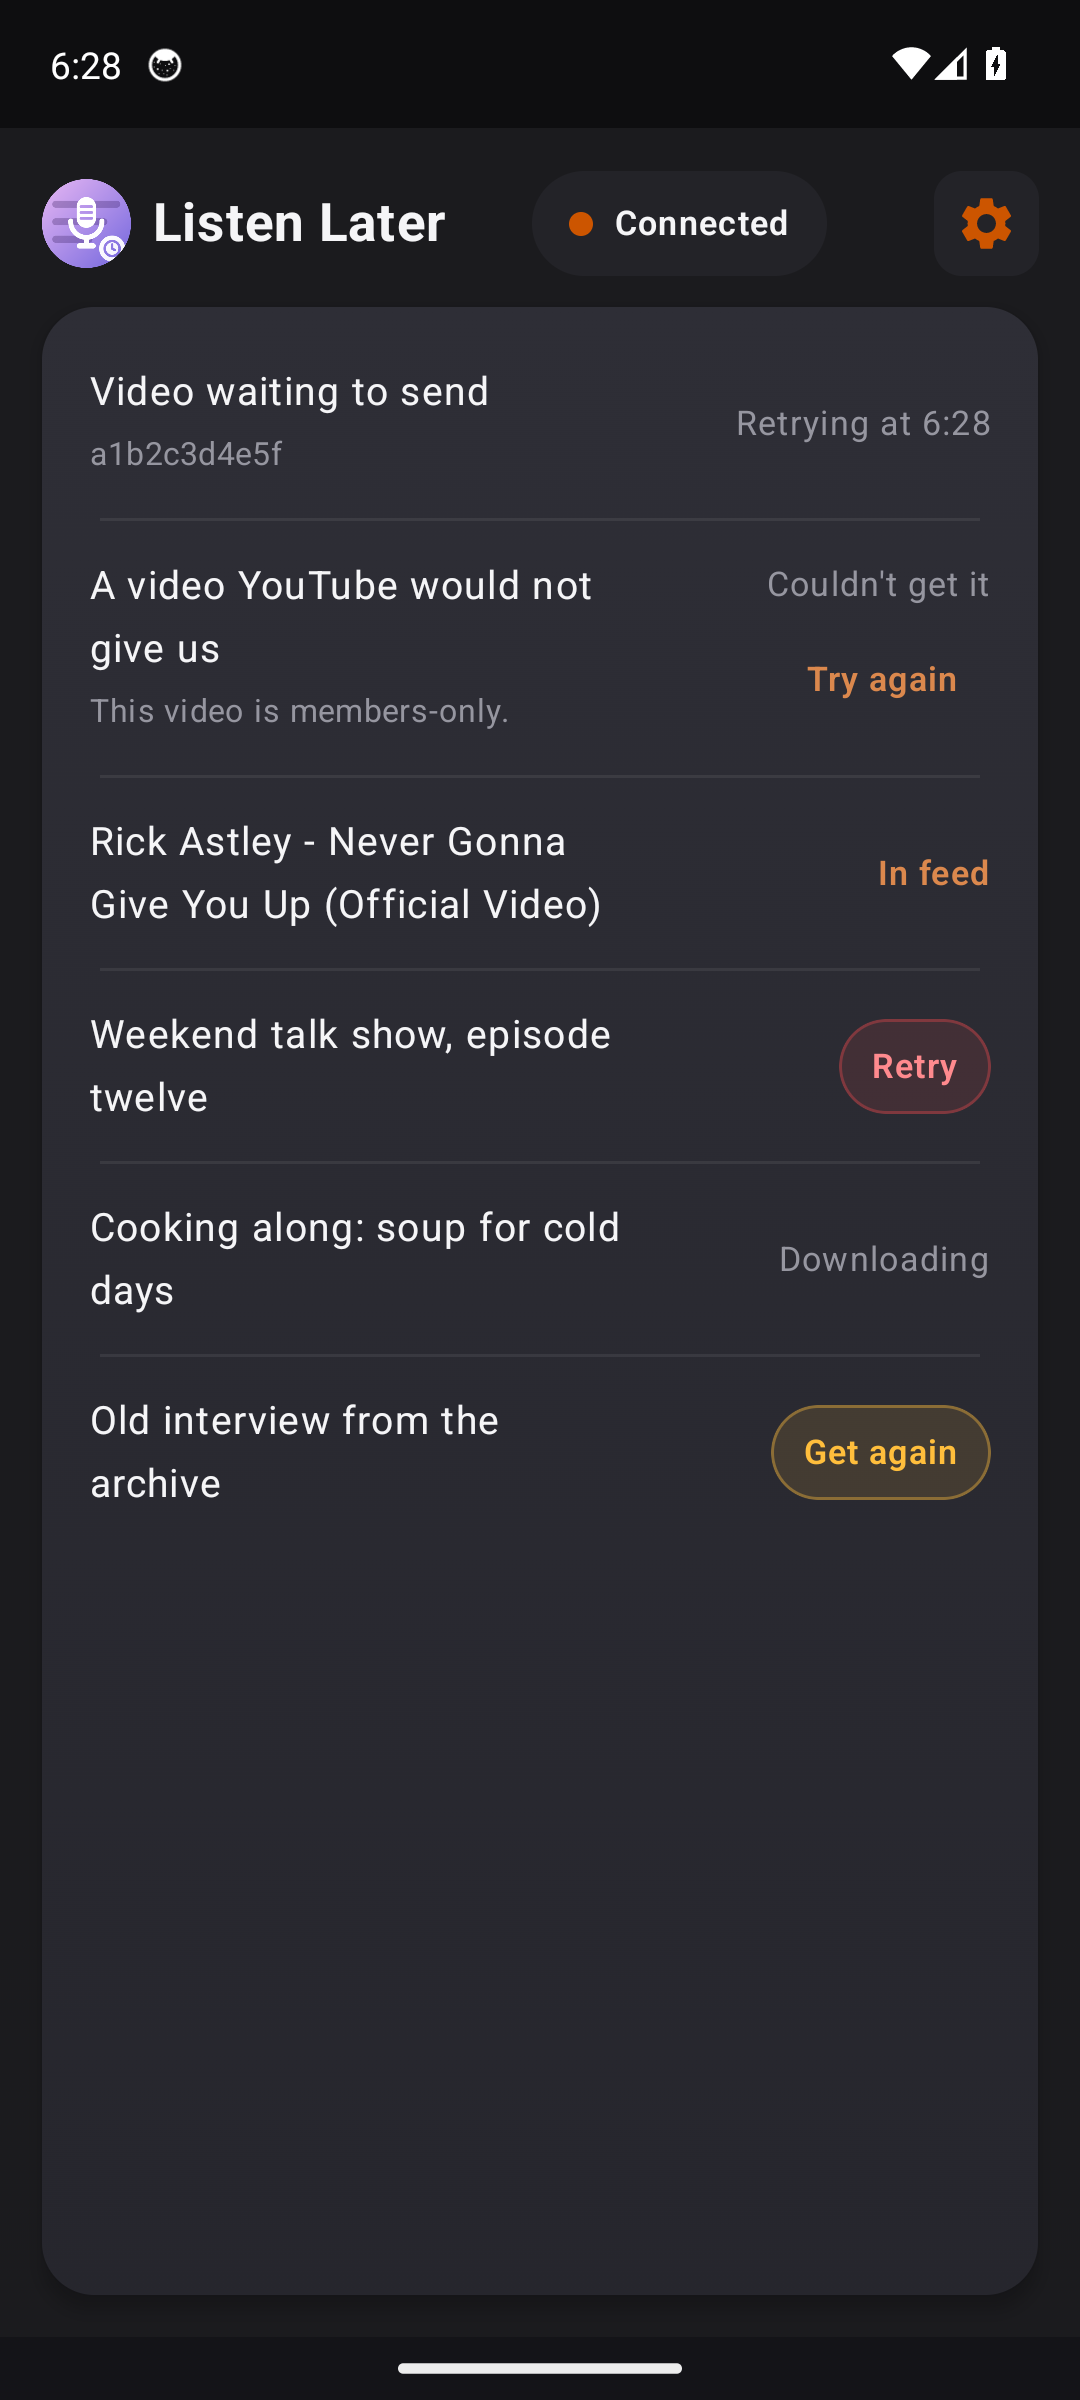 6:28
Listen Later
Connected
Video waiting to send
a1b2c3d4e5f
Retrying at 6:28
A video YouTube would not
give us
This video is members-only.
Couldn't get it
Try again
Rick Astley - Never Gonna
Give You Up (Official Video)
In feed
Weekend talk show, episode
twelve
Retry
Cooking along: soup for cold
days
Downloading
Old interview from the
archive
Get again